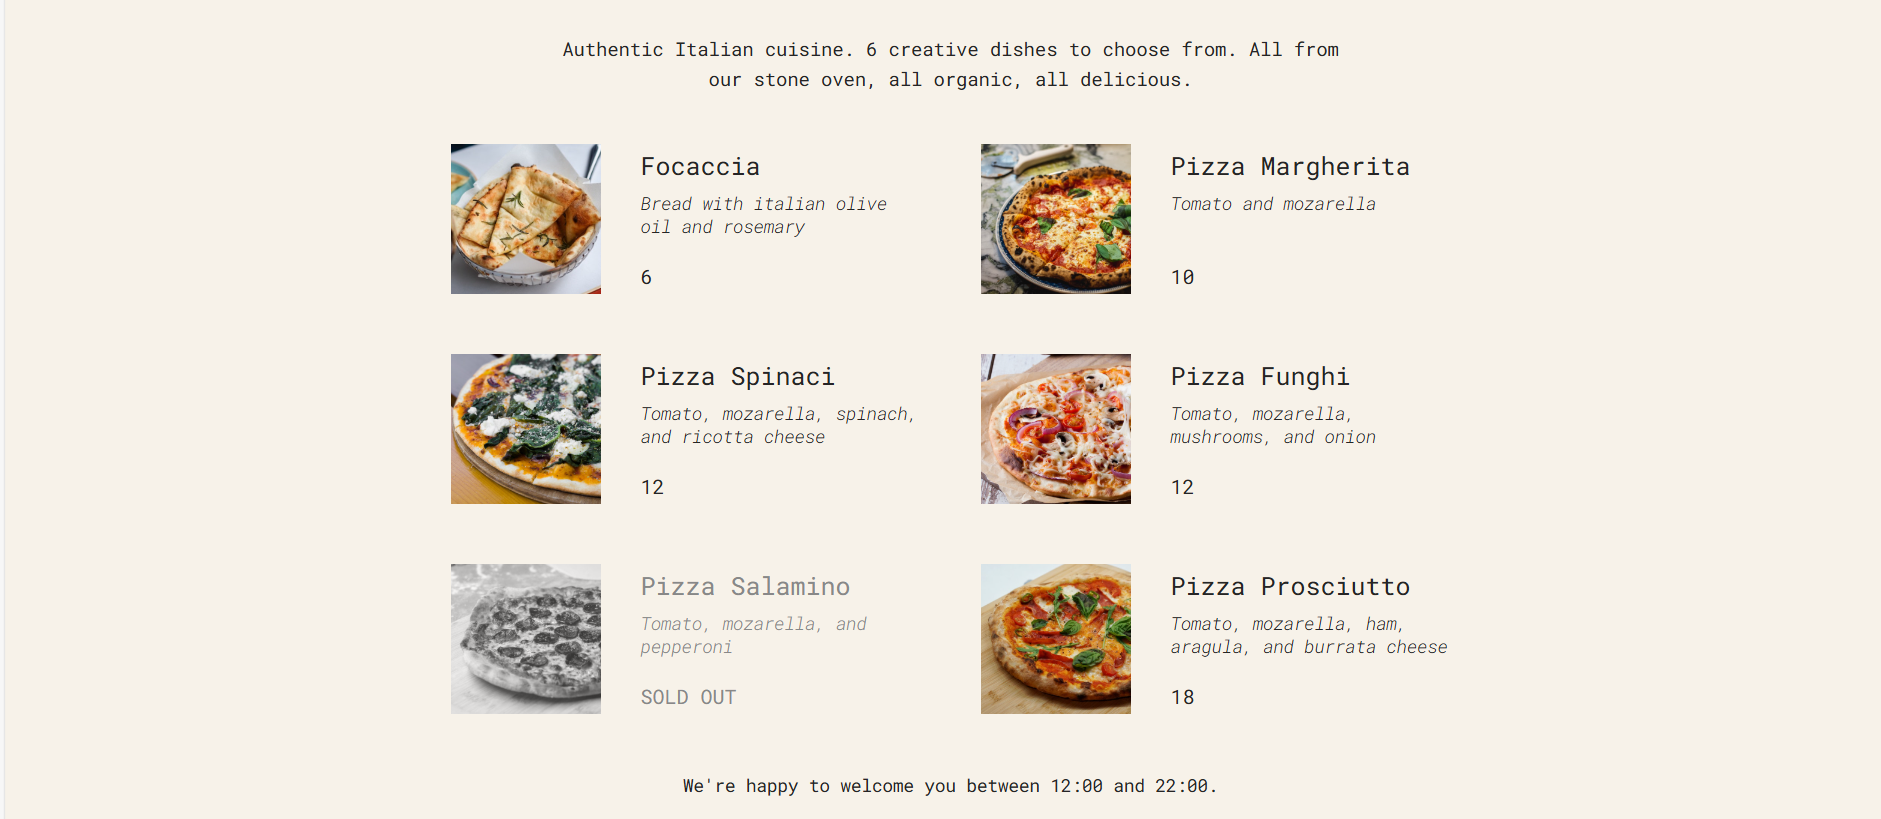 Authentic Italian cuisine. 6 creative dishes to choose from. All from
our stone oven, all organic, all delicious.
Focaccia
Bread with italian olive
oil and rosemary
6
Pizza Margherita
Tomato and mozarella
10
Pizza Spinaci
Tomato, mozarella, spinach,
and ricotta cheese
12
Pizza Funghi
Tomato, mozarella,
mushrooms, and onion
12
Pizza Salamino
Tomato, mozarella, and
pepperoni
SOLD OUT
Pizza Prosciutto
Tomato, mozarella, ham,
aragula, and burrata cheese
18
We're happy to welcome you between 12:00 and 22:00.